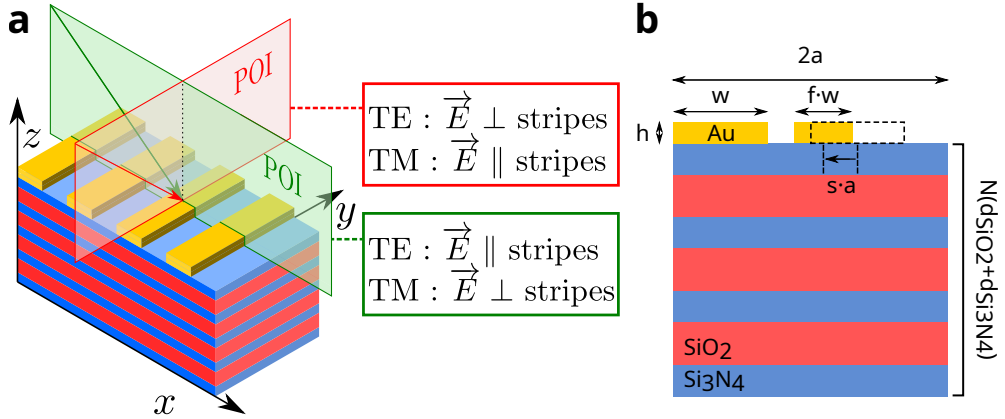 a
z
POI
POI
y
x
TE : E ⊥ stripes
TM : E ∥ stripes
TE : E ∥ stripes
TM : E ⊥ stripes
b
2a
w
f·w
h
Au
s·a
SiO2
Si3N4
N(dSiO2+dSi3N4)